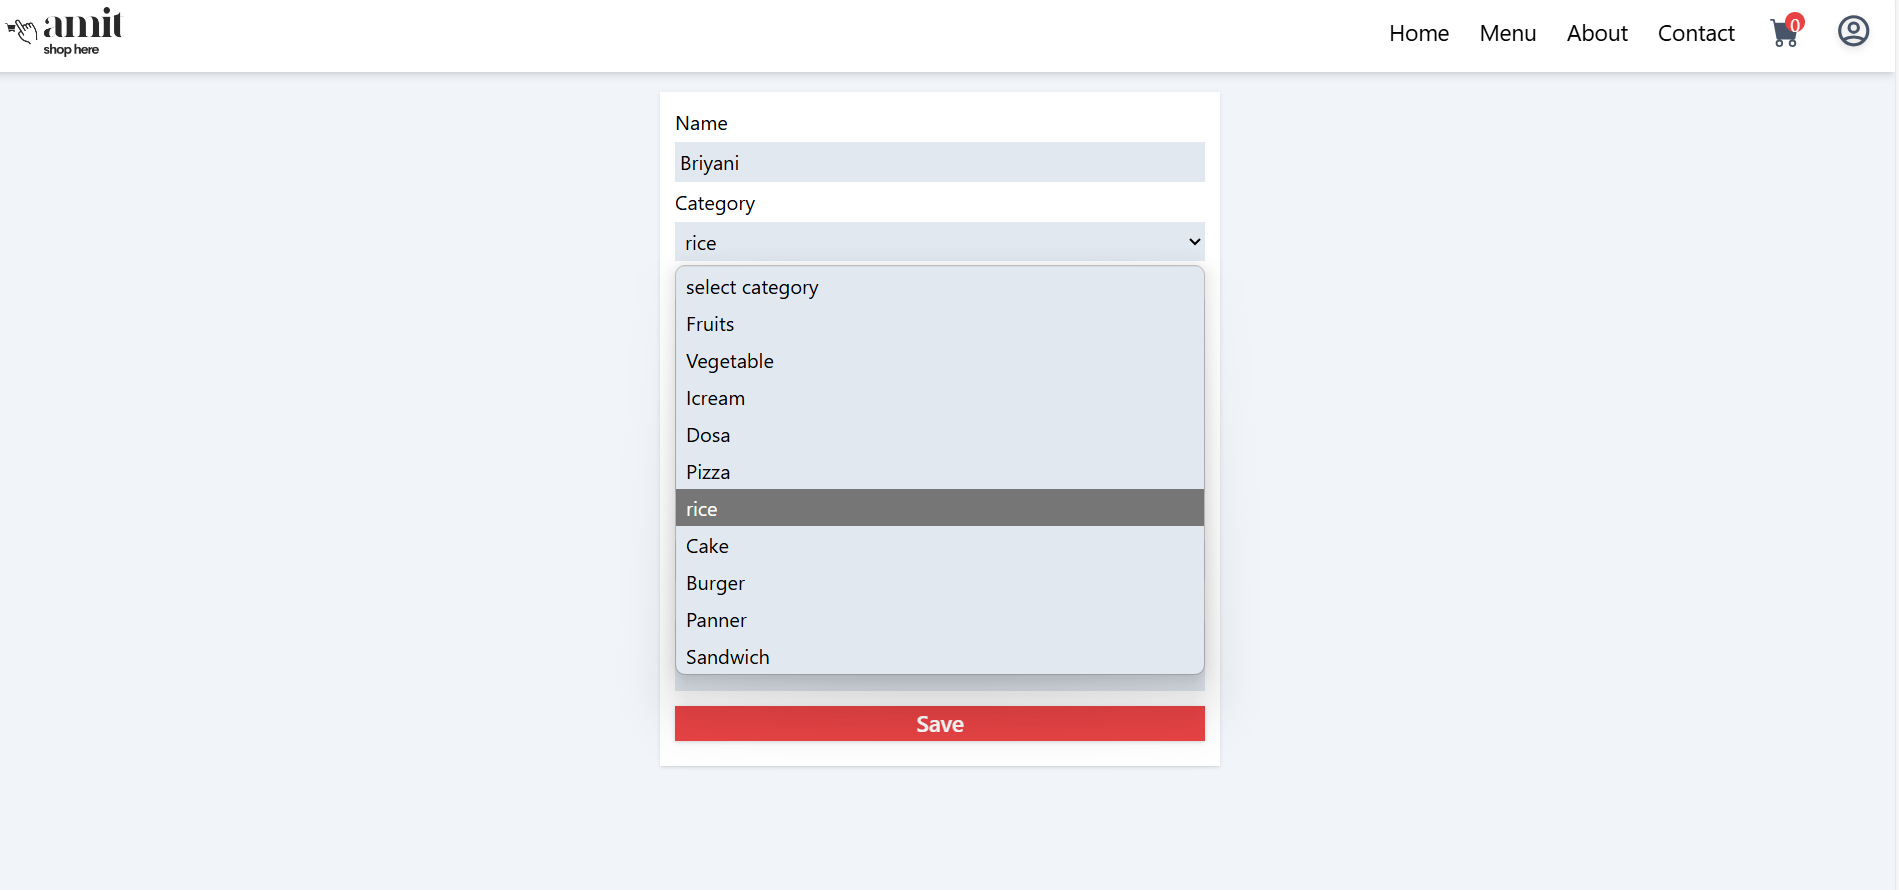 amit
shop here
Home Menu About Contact 0
Name
Briyani
Category
rice
select category
Fruits
Vegetable
Icream
Dosa
Pizza
rice
Cake
Burger
Panner
Sandwich
Save